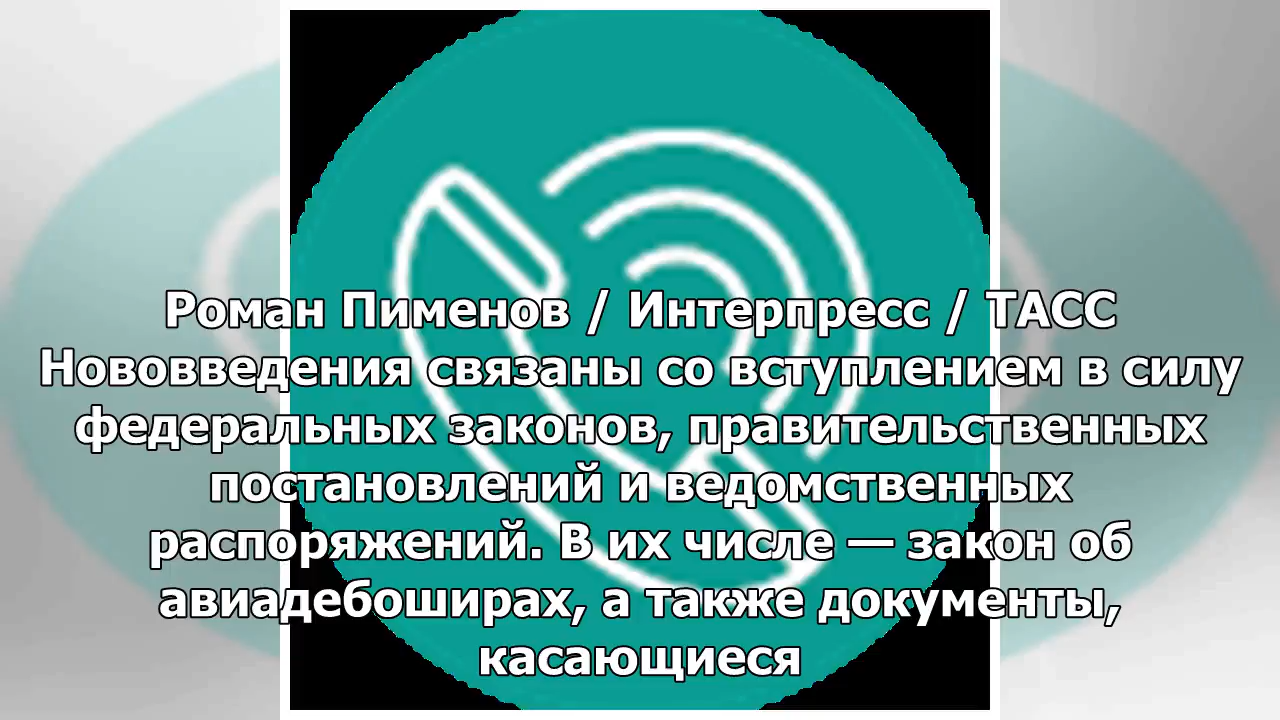 Роман Пименов / Интерпресс / ТАСС
Нововведения связаны со вступлением в силу
федеральных законов, правительственных
постановлений и ведомственных
распоряжений. В их числе — закон об
авиадебоширах, а также документы,
касающиеся